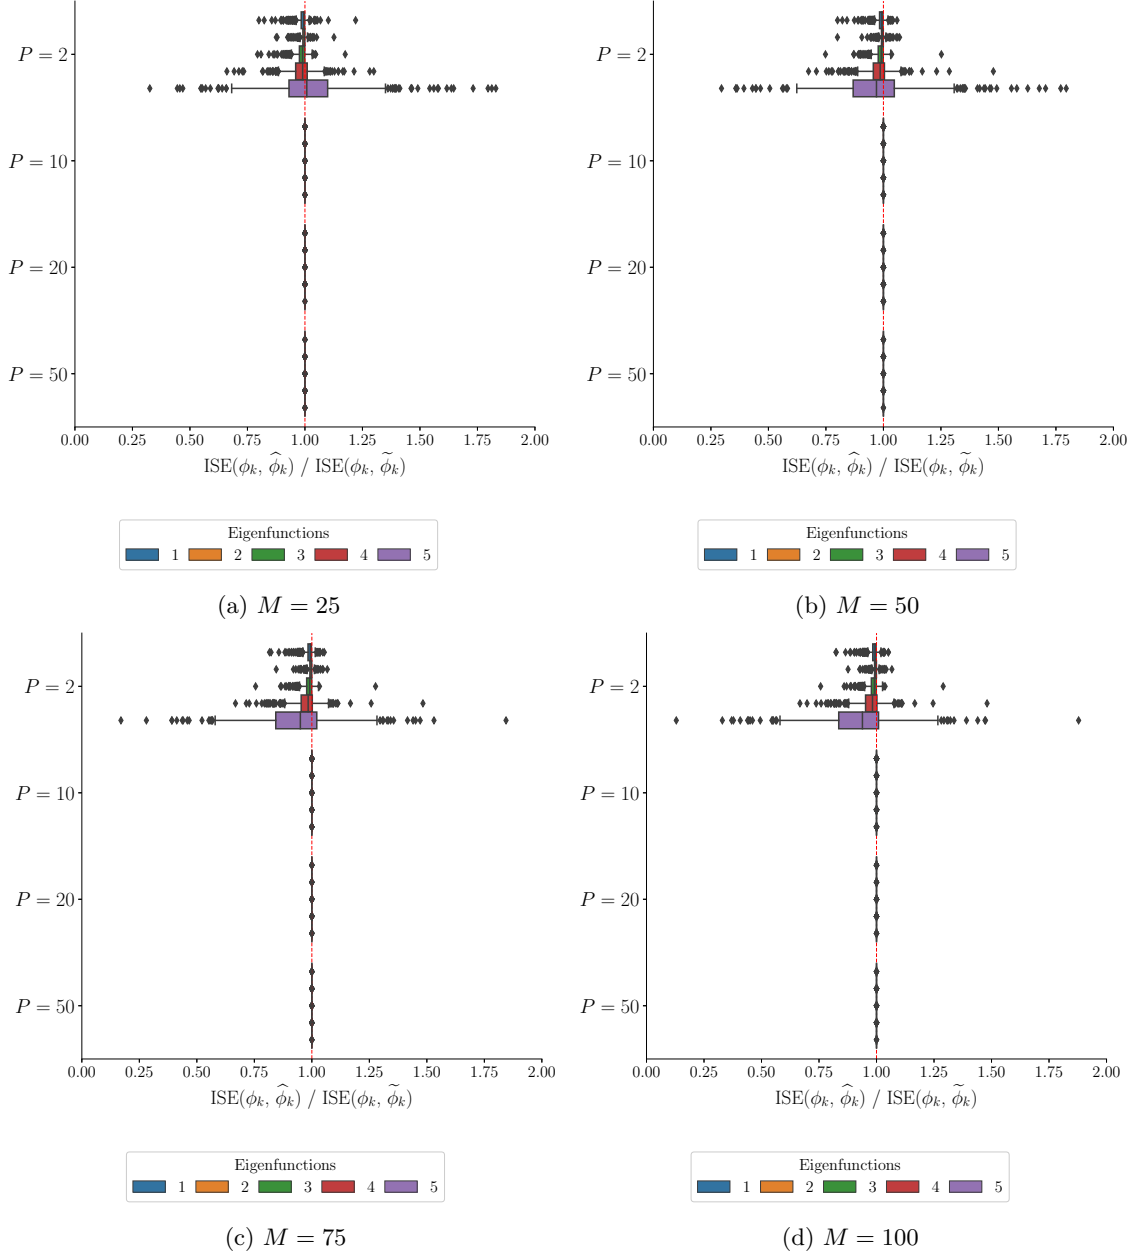 P = 2
P = 10
P = 20
P = 50
0.00 0.25 0.50 0.75 1.00 1.25 1.50 1.75 2.00
ISE(ϕₖ, ϕ̂ₖ) / ISE(ϕₖ, ϕ̃ₖ)
Eigenfunctions
1 2 3 4 5
(a) M = 25
P = 2
P = 10
P = 20
P = 50
0.00 0.25 0.50 0.75 1.00 1.25 1.50 1.75 2.00
ISE(ϕₖ, ϕ̂ₖ) / ISE(ϕₖ, ϕ̃ₖ)
Eigenfunctions
1 2 3 4 5
(b) M = 50
P = 2
P = 10
P = 20
P = 50
0.00 0.25 0.50 0.75 1.00 1.25 1.50 1.75 2.00
ISE(ϕₖ, ϕ̂ₖ) / ISE(ϕₖ, ϕ̃ₖ)
Eigenfunctions
1 2 3 4 5
(c) M = 75
P = 2
P = 10
P = 20
P = 50
0.00 0.25 0.50 0.75 1.00 1.25 1.50 1.75 2.00
ISE(ϕₖ, ϕ̂ₖ) / ISE(ϕₖ, ϕ̃ₖ)
Eigenfunctions
1 2 3 4 5
(d) M = 100